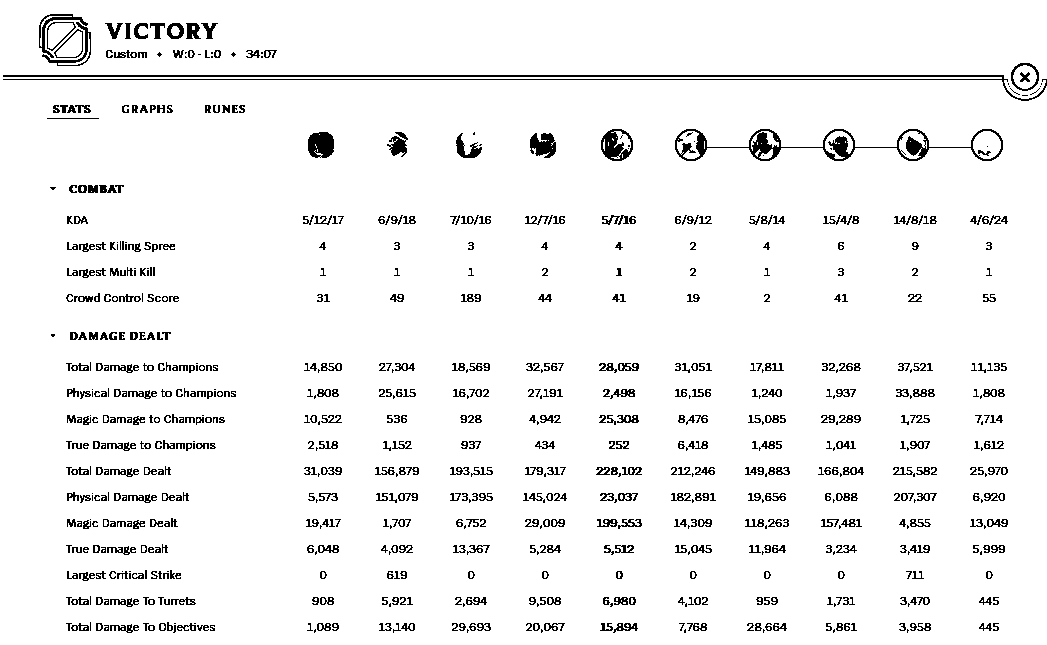 VICTORY
Custom • W:0 - L:0 • 34:07
STATS GRAPHS RUNES
COMBAT
KDA 5/12/17 6/9/18 7/10/16 12/7/16 5/7/16 6/9/12 5/8/14 15/4/8 14/8/18 4/6/24
Largest Killing Spree 4 3 3 4 4 2 4 6 9 3
Largest Multi Kill 1 1 1 2 1 2 1 3 2 1
Crowd Control Score 31 49 189 44 41 19 2 41 22 55
DAMAGE DEALT
Total Damage to Champions 14,850 27,304 18,569 32,567 28,059 31,051 17,811 32,268 37,521 11,135
Physical Damage to Champions 1,808 25,615 16,702 27,191 2,498 16,156 1,240 1,937 33,888 1,808
Magic Damage to Champions 10,522 536 928 4,942 25,308 8,476 15,085 29,289 1,725 7,714
True Damage to Champions 2,518 1,152 937 434 252 6,418 1,485 1,041 1,907 1,612
Total Damage Dealt 31,039 156,879 193,515 179,317 228,102 212,246 149,883 166,804 215,582 25,970
Physical Damage Dealt 5,573 151,079 173,395 145,024 23,037 182,891 19,656 6,088 207,307 6,920
Magic Damage Dealt 19,417 1,707 6,752 29,009 199,553 14,309 118,263 157,481 4,855 13,049
True Damage Dealt 6,048 4,092 13,367 5,284 5,512 15,045 11,964 3,234 3,419 5,999
Largest Critical Strike 0 619 0 0 0 0 0 0 711 0
Total Damage To Turrets 908 5,921 2,694 9,508 6,980 4,102 959 1,731 3,470 445
Total Damage To Objectives 1,089 13,140 29,693 20,067 15,894 7,768 28,664 5,861 3,958 445